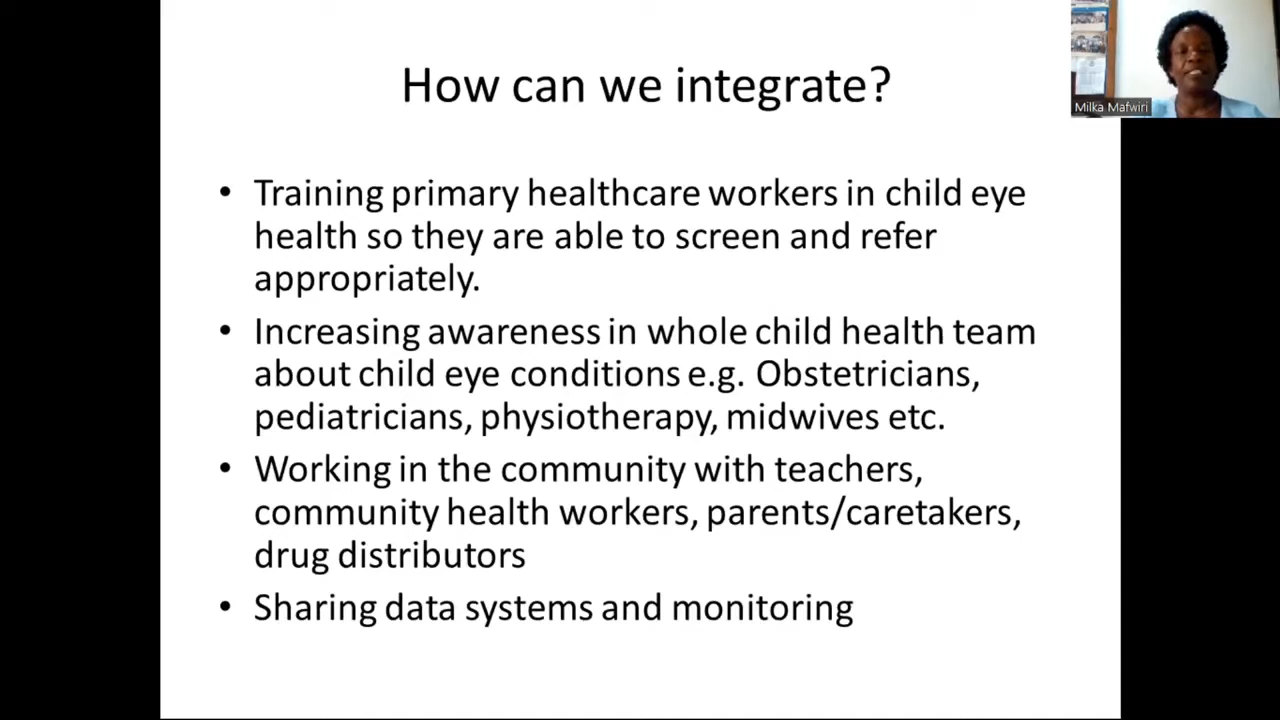 How can we integrate?
Milka Mafwiri
• Training primary healthcare workers in child eye
health so they are able to screen and refer
appropriately.
• Increasing awareness in whole child health team
about child eye conditions e.g. Obstetricians,
pediatricians, physiotherapy, midwives etc.
• Working in the community with teachers,
community health workers, parents/caretakers,
drug distributors
• Sharing data systems and monitoring